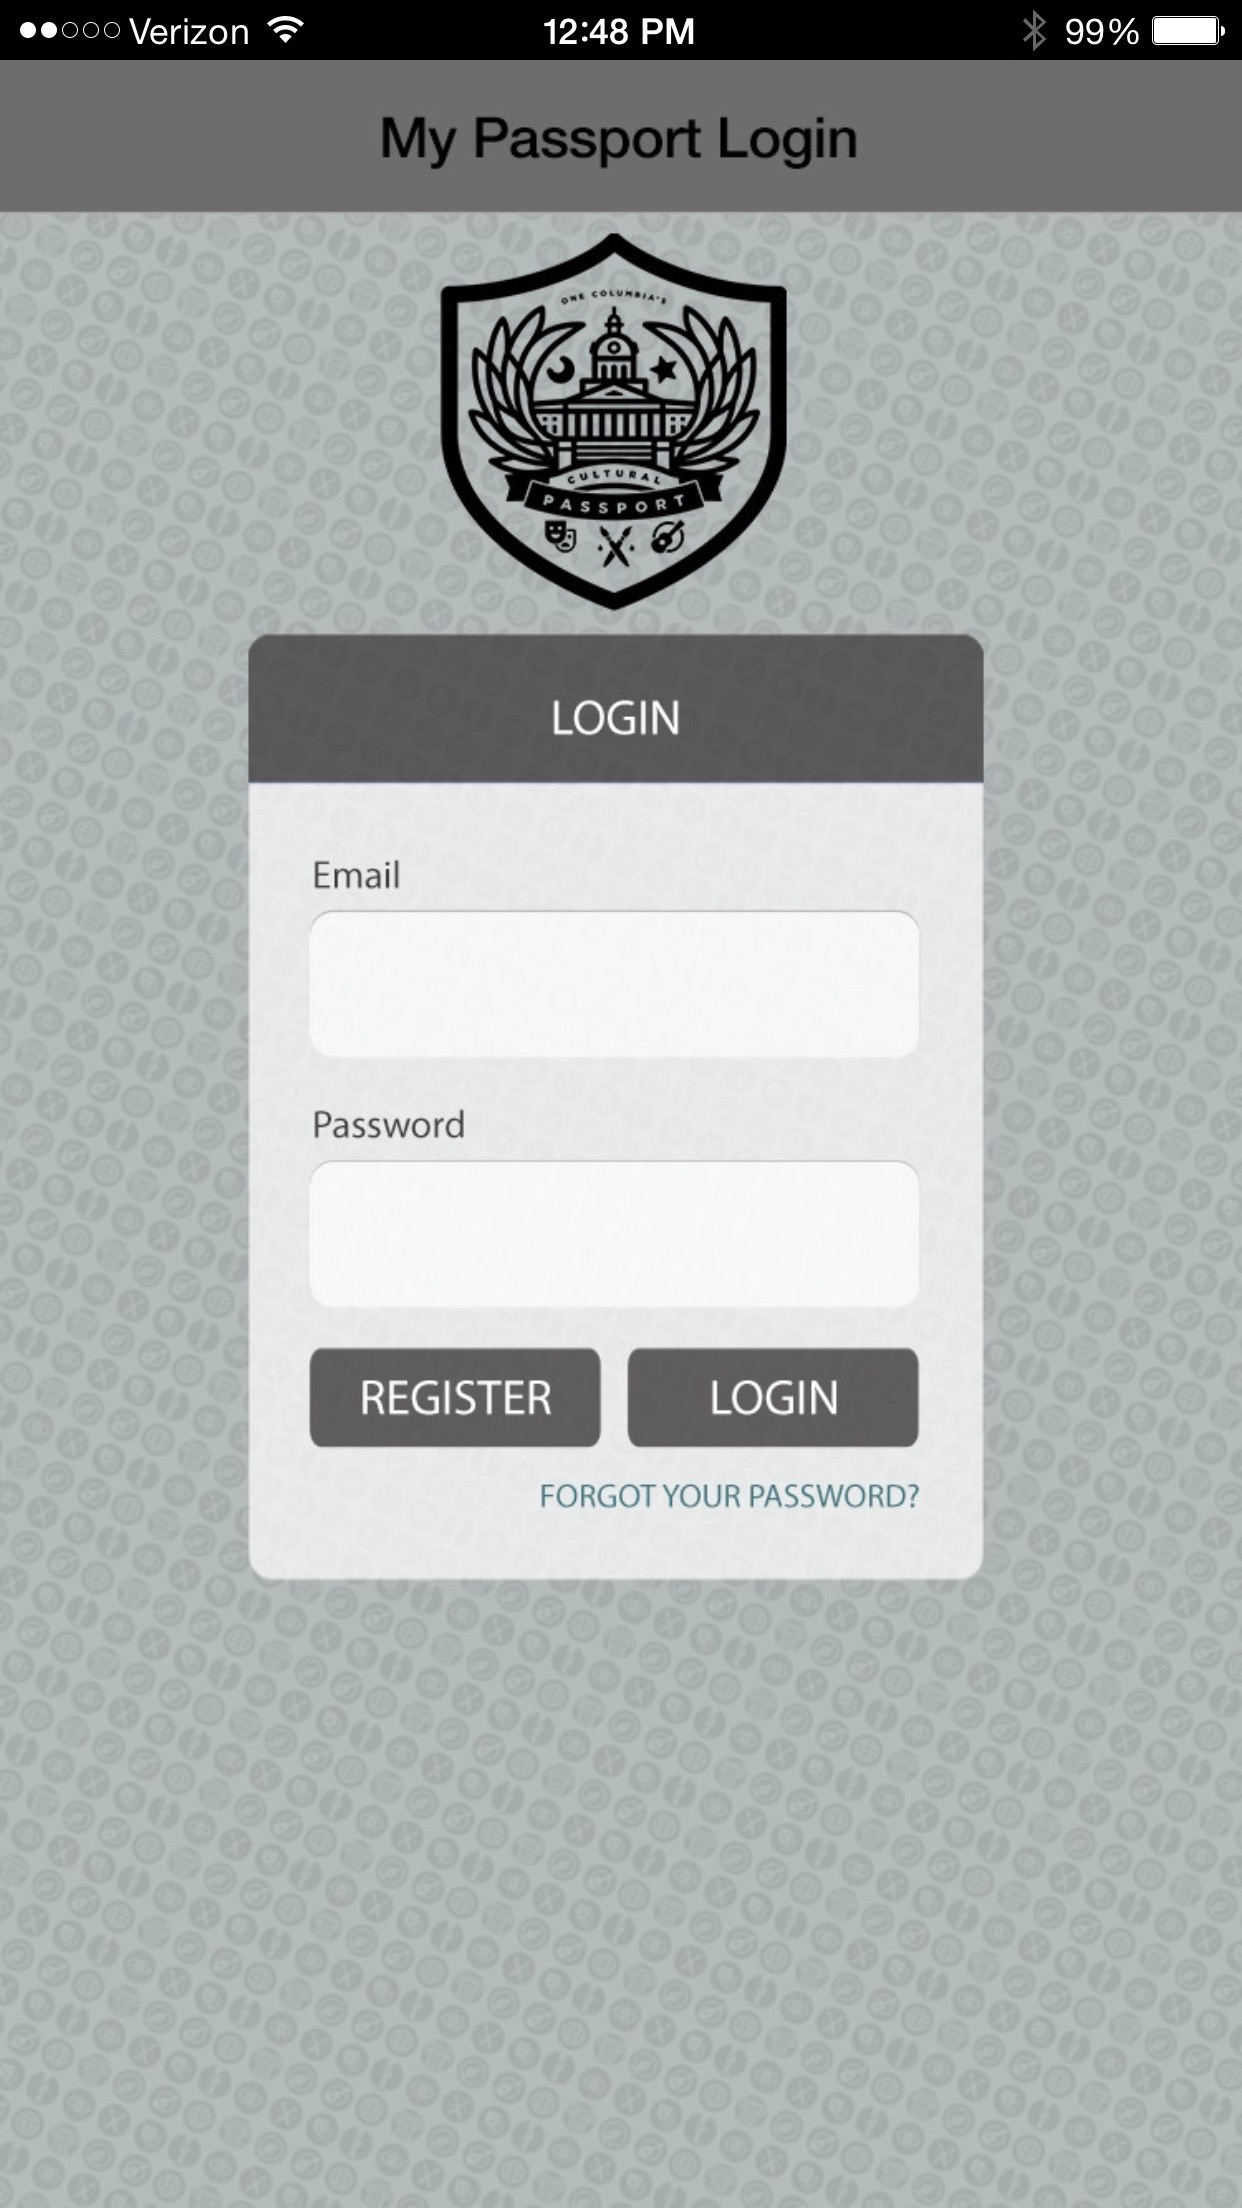 Verizon 12:48 PM 99%
My Passport Login
ONE COLUMBIA'S
CULTURAL
PASSPORT
LOGIN
Email
Password
REGISTER LOGIN
FORGOT YOUR PASSWORD?